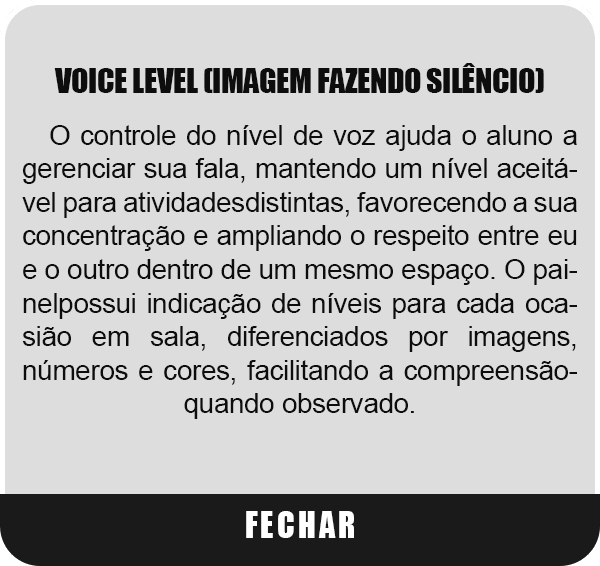 VOICE LEVEL (IMAGEM FAZENDO SILÊNCIO)
O controle do nível de voz ajuda o aluno a
gerenciar sua fala, mantendo um nível aceitá-
vel para atividadesdistintas, favorecendo a sua
concentração e ampliando o respeito entre eu
e o outro dentro de um mesmo espaço. O pai-
nelpossui indicação de níveis para cada oca-
sião em sala, diferenciados por imagens,
números e cores, facilitando a compreensão-
quando observado.
FECHAR